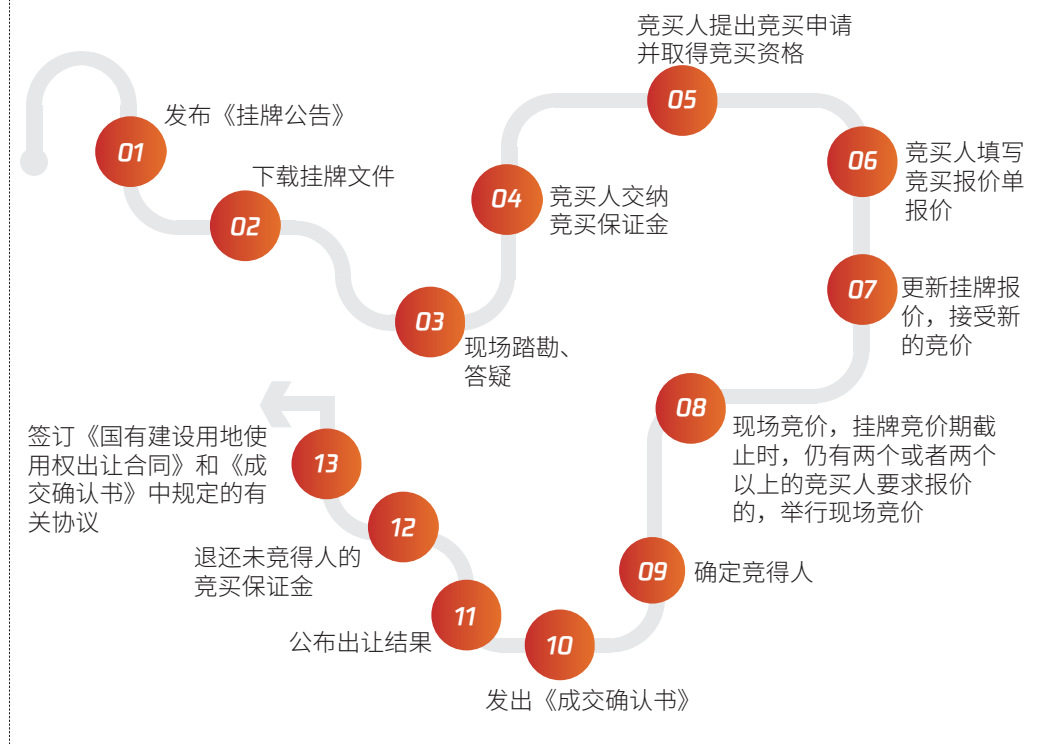 01
发布《挂牌公告》
02
下载挂牌文件
03
现场踏勘、
答疑
04
竞买人交纳
竞买保证金
05
竞买人提出竞买申请
并取得竞买资格
06
竞买人填写
竞买报价单
报价
07
更新挂牌报
价，接受新
的竞价
08
现场竞价，挂牌竞价期截
止时，仍有两个或者两个
以上的竞买人要求报价
的，举行现场竞价
09
确定竞得人
10
发出《成交确认书》
11
公布出让结果
12
退还未竞得人的
竞买保证金
13
签订《国有建设用地使
用权出让合同》和《成
交确认书》中规定的有
关协议